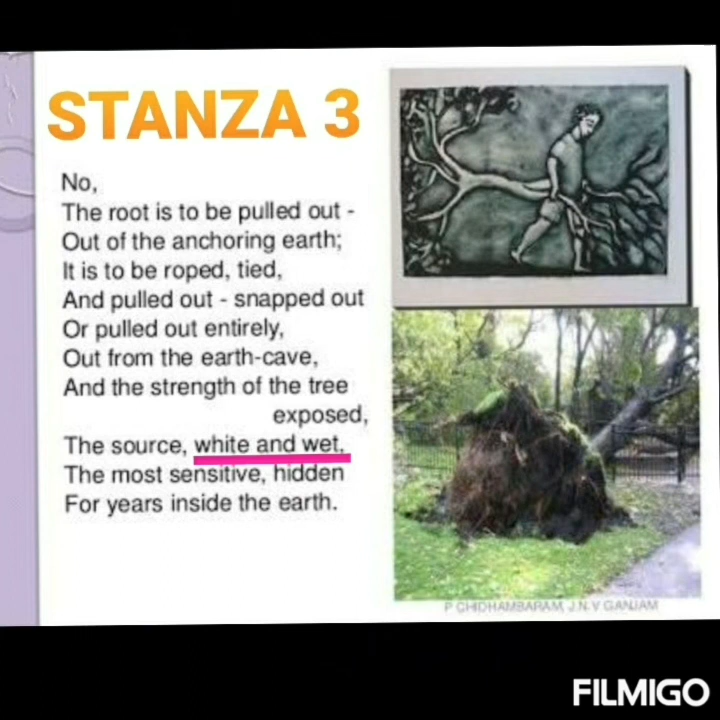 STANZA 3
No,
The root is to be pulled out -
Out of the anchoring earth;
It is to be roped, tied,
And pulled out - snapped out
Or pulled out entirely,
Out from the earth-cave,
And the strength of the tree
exposed,
The source, white and wet,
The most sensitive, hidden
For years inside the earth.
P CHIDHAMBARAM, J.N.V GANJAM
FILMIGO